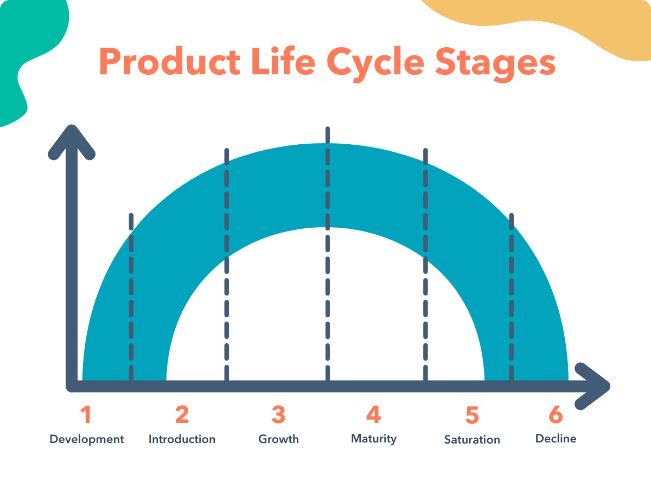 Product Life Cycle Stages
1 2 3 4 5 6
Development Introduction Growth Maturity Saturation Decline